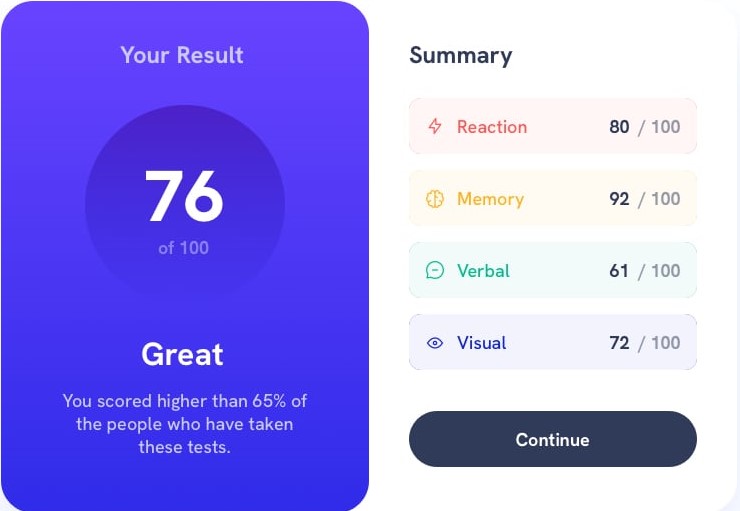 Your Result
76
of 100
Great
You scored higher than 65% of
the people who have taken
these tests.
Summary
Reaction 80 / 100
Memory 92 / 100
Verbal 61 / 100
Visual 72 / 100
Continue